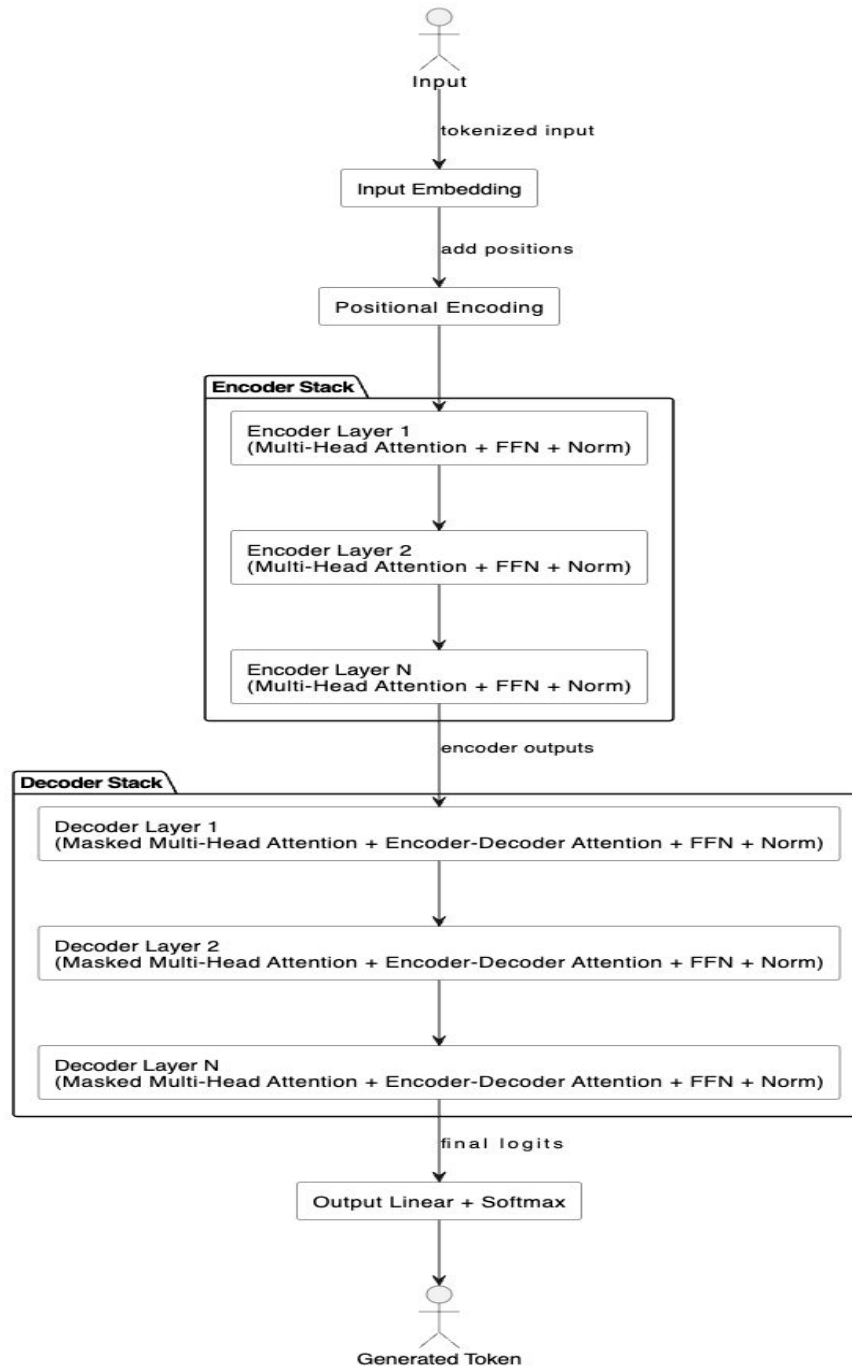 Input
tokenized input
Input Embedding
add positions
Positional Encoding
Encoder Stack
Encoder Layer 1
(Multi-Head Attention + FFN + Norm)
Encoder Layer 2
(Multi-Head Attention + FFN + Norm)
Encoder Layer N
(Multi-Head Attention + FFN + Norm)
encoder outputs
Decoder Stack
Decoder Layer 1
(Masked Multi-Head Attention + Encoder-Decoder Attention + FFN + Norm)
Decoder Layer 2
(Masked Multi-Head Attention + Encoder-Decoder Attention + FFN + Norm)
Decoder Layer N
(Masked Multi-Head Attention + Encoder-Decoder Attention + FFN + Norm)
final logits
Output Linear + Softmax
Generated Token